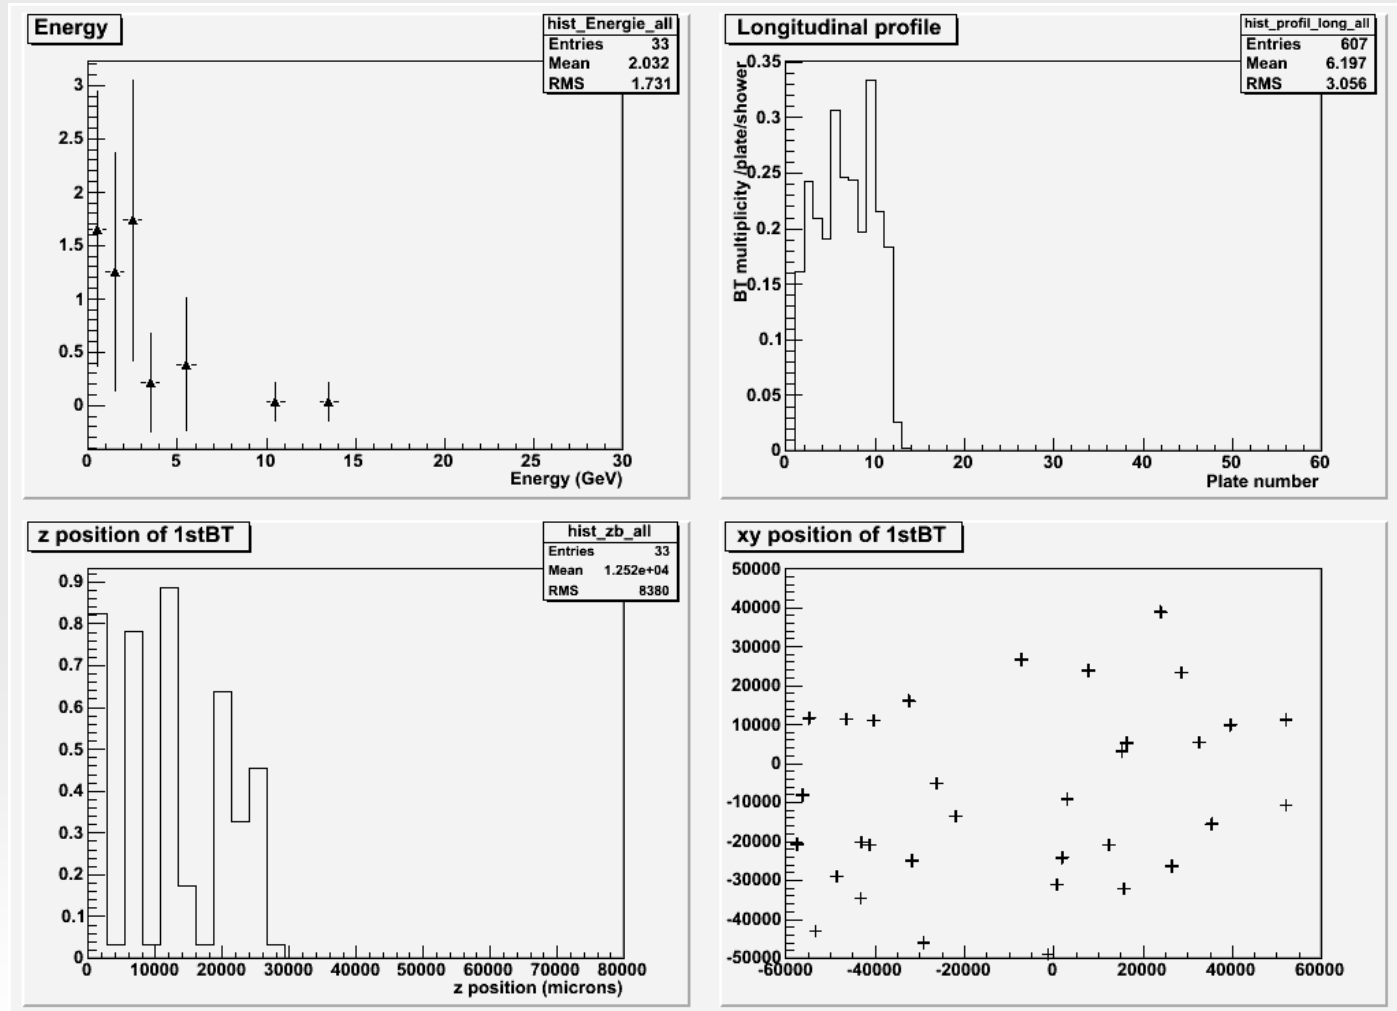 Energy
hist_Energie_all
Entries 33
Mean 2.032
RMS 1.731
3
2.5
2
1.5
1
0.5
0
0 5 10 15 20 25 30
Energy (GeV)
Longitudinal profile
hist_profil_long_all
Entries 607
Mean 6.197
RMS 3.056
BT multiplicity /plate/shower
0.35
0.3
0.25
0.2
0.15
0.1
0.05
0
0 10 20 30 40 50 60
Plate number
z position of 1stBT
hist_zb_all
Entries 33
Mean 1.252e+04
RMS 8380
0.9
0.8
0.7
0.6
0.5
0.4
0.3
0.2
0.1
0
0 10000 20000 30000 40000 50000 60000 70000 80000
z position (microns)
xy position of 1stBT
50000
40000
30000
20000
10000
0
-10000
-20000
-30000
-40000
-50000
-60000 -40000 -20000 0 20000 40000 60000